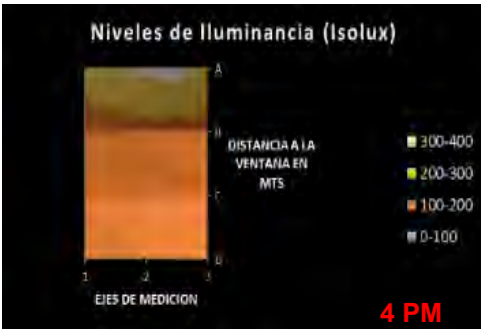 Niveles de Iluminancia (Isolux)
A
B
DISTANCIA A LA
VENTANA EN
MTS
C
D
1 2 3
EJES DE MEDICION
300-400
200-300
100-200
0-100
4 PM